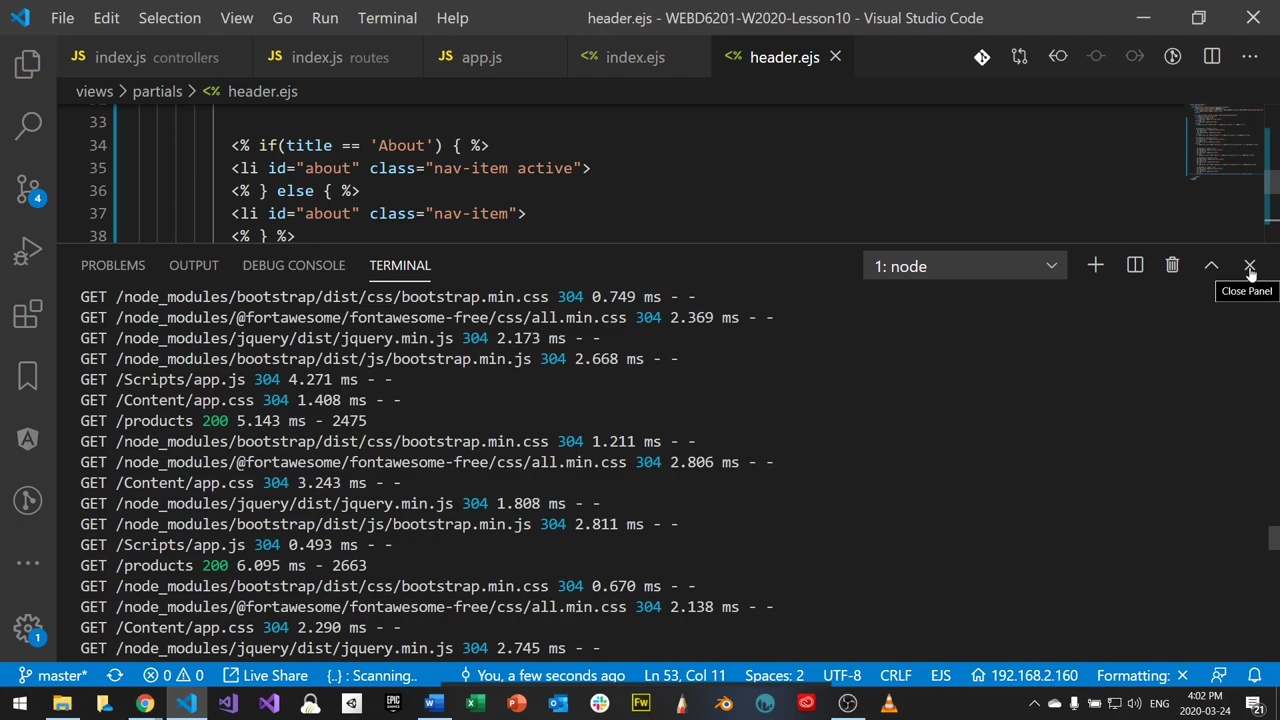 File Edit Selection View Go Run Terminal Help header.ejs - WEBD6201-W2020-Lesson10 - Visual Studio Code
JS index.js controllers JS index.js routes JS app.js <%> index.ejs <%> header.ejs
views > partials > <%> header.ejs
33
34 <% if(title == 'About') { %>
35 <li id="about" class="nav-item active">
36 <% } else { %>
37 <li id="about" class="nav-item">
38 <% } %>
4
PROBLEMS OUTPUT DEBUG CONSOLE TERMINAL 1: node
Close Panel
GET /node_modules/bootstrap/dist/css/bootstrap.min.css 304 0.749 ms - -
GET /node_modules/@fortawesome/fontawesome-free/css/all.min.css 304 2.369 ms - -
GET /node_modules/jquery/dist/jquery.min.js 304 2.173 ms - -
GET /node_modules/bootstrap/dist/js/bootstrap.min.js 304 2.668 ms - -
GET /Scripts/app.js 304 4.271 ms - -
GET /Content/app.css 304 1.408 ms - -
GET /products 200 5.143 ms - 2475
GET /node_modules/bootstrap/dist/css/bootstrap.min.css 304 1.211 ms - -
GET /node_modules/@fortawesome/fontawesome-free/css/all.min.css 304 2.806 ms - -
GET /Content/app.css 304 3.243 ms - -
GET /node_modules/jquery/dist/jquery.min.js 304 1.808 ms - -
GET /node_modules/bootstrap/dist/js/bootstrap.min.js 304 2.811 ms - -
GET /Scripts/app.js 304 0.493 ms - -
GET /products 200 6.095 ms - 2663
GET /node_modules/bootstrap/dist/css/bootstrap.min.css 304 0.670 ms - -
GET /node_modules/@fortawesome/fontawesome-free/css/all.min.css 304 2.138 ms - -
GET /Content/app.css 304 2.290 ms - -
GET /node_modules/jquery/dist/jquery.min.js 304 2.745 ms - -
1
master* 0 0 Live Share {..} : Scanning.. You, a few seconds ago Ln 53, Col 11 Spaces: 2 UTF-8 CRLF EJS 192.168.2.160 Formatting: ×
4:02 PM
2020-03-24
21